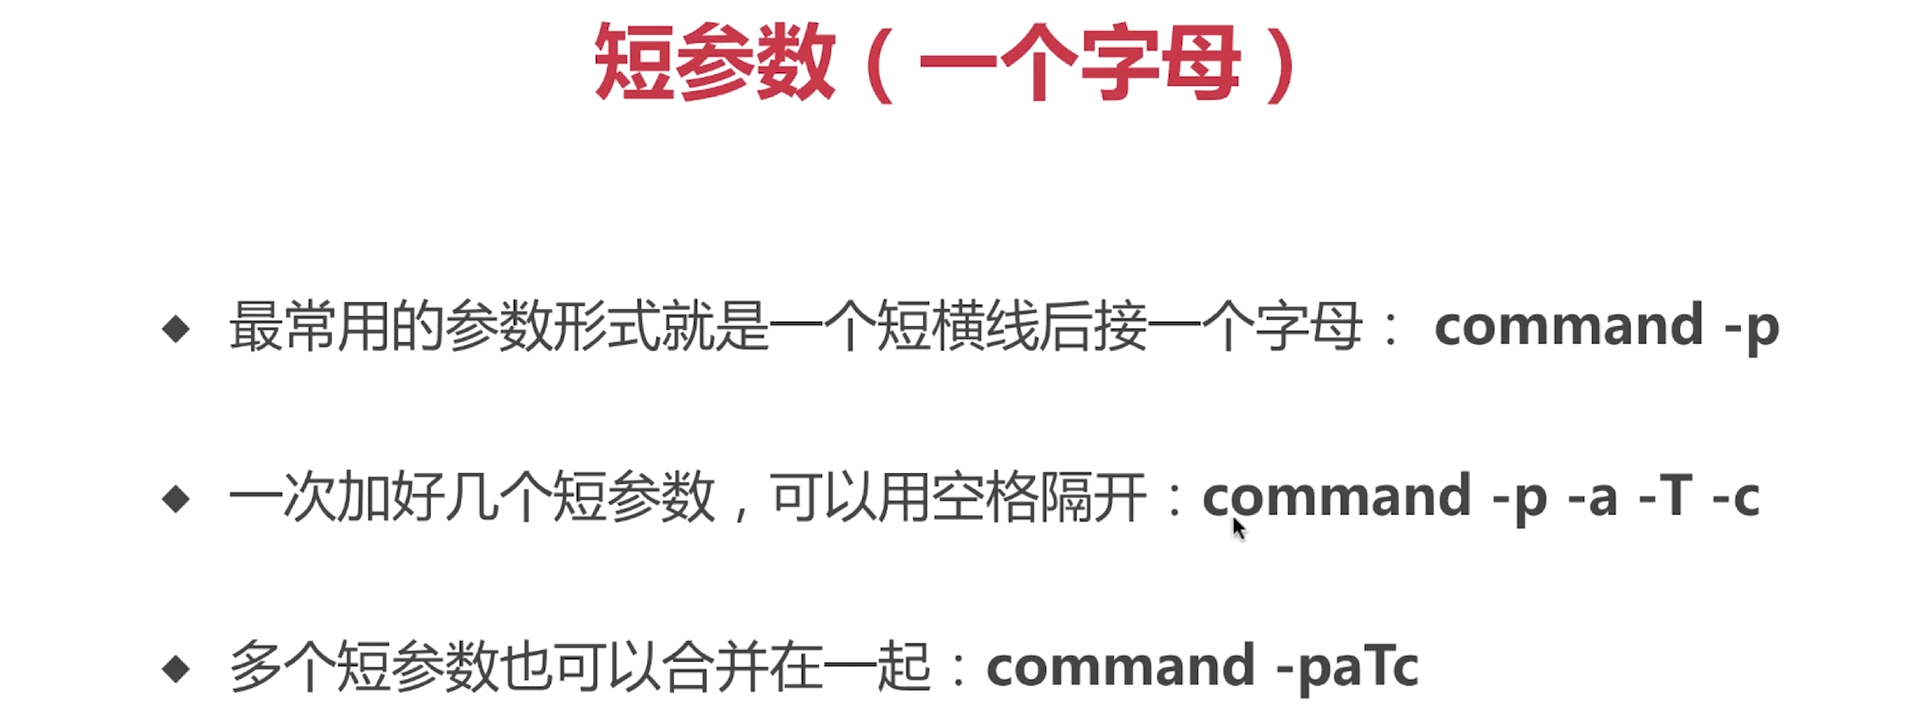 短参数（一个字母）
◆ 最常用的参数形式就是一个短横线后接一个字母： command -p
◆ 一次加好几个短参数，可以用空格隔开：command -p -a -T -c
◆ 多个短参数也可以合并在一起：command -paTc